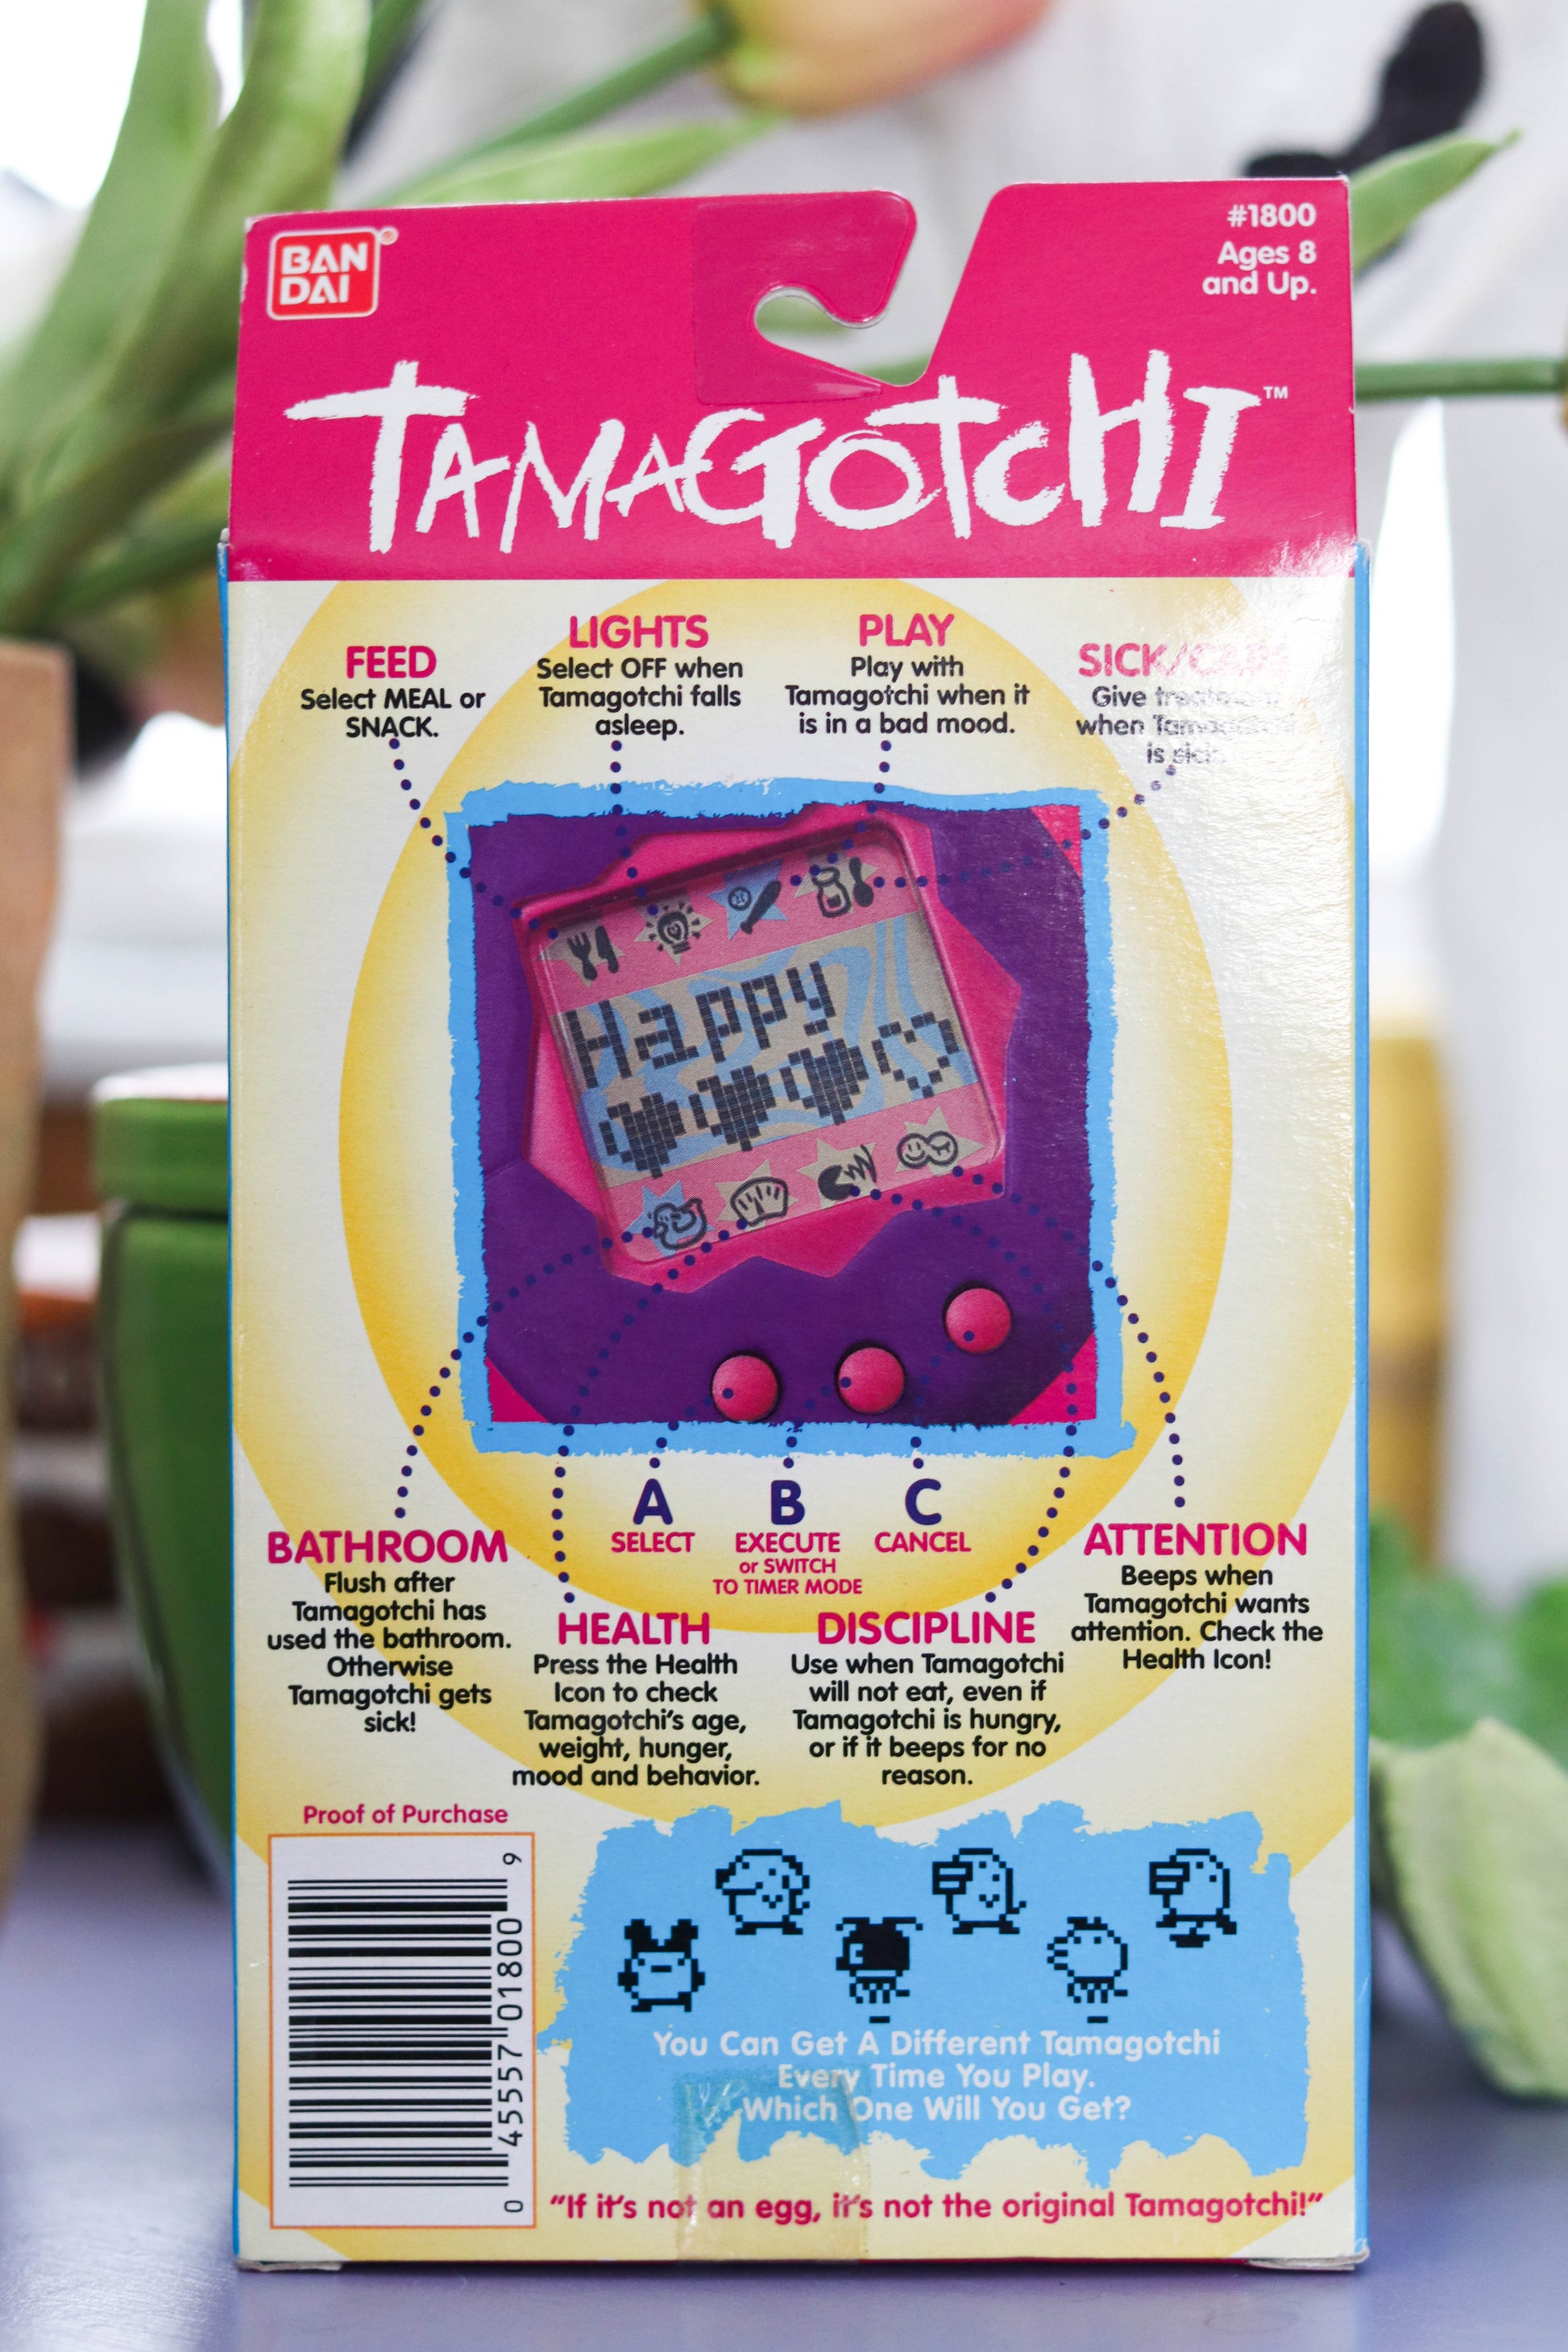 BAN
DAI
#1800
Ages 8
and Up.
TAMAGOTCHI™
FEED
Select MEAL or
SNACK.
LIGHTS
Select OFF when
Tamagotchi falls
asleep.
PLAY
Play with
Tamagotchi when it
is in a bad mood.
SICK/CARE
Give treatment
when Tamagotchi
is sick.
Happy
A
SELECT
B
EXECUTE
or SWITCH
TO TIMER MODE
C
CANCEL
BATHROOM
Flush after
Tamagotchi has
used the bathroom.
Otherwise
Tamagotchi gets
sick!
HEALTH
Press the Health
Icon to check
Tamagotchi's age,
weight, hunger,
mood and behavior.
DISCIPLINE
Use when Tamagotchi
will not eat, even if
Tamagotchi is hungry,
or if it beeps for no
reason.
ATTENTION
Beeps when
Tamagotchi wants
attention. Check the
Health Icon!
Proof of Purchase
0 45557 01800 9
You Can Get A Different Tamagotchi
Every Time You Play.
Which One Will You Get?
"If it's not an egg, it's not the original Tamagotchi!"